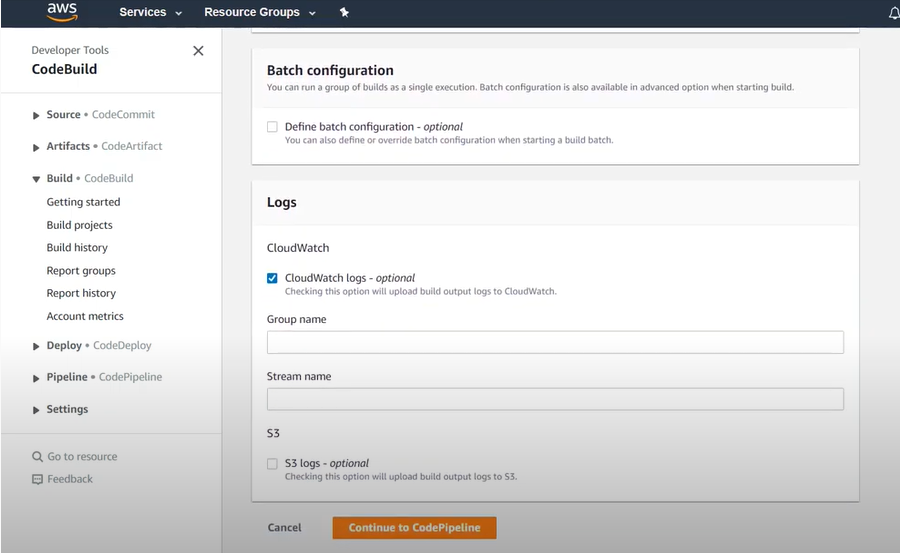 aws
Services
Resource Groups
Developer Tools
CodeBuild
Source • CodeCommit
Artifacts • CodeArtifact
Build • CodeBuild
Getting started
Build projects
Build history
Report groups
Report history
Account metrics
Deploy • CodeDeploy
Pipeline • CodePipeline
Settings
Go to resource
Feedback
Batch configuration
You can run a group of builds as a single execution. Batch configuration is also available in advanced option when starting build.
Define batch configuration - optional
You can also define or override batch configuration when starting a build batch.
Logs
CloudWatch
CloudWatch logs - optional
Checking this option will upload build output logs to CloudWatch.
Group name
Stream name
S3
S3 logs - optional
Checking this option will upload build output logs to S3.
Cancel
Continue to CodePipeline